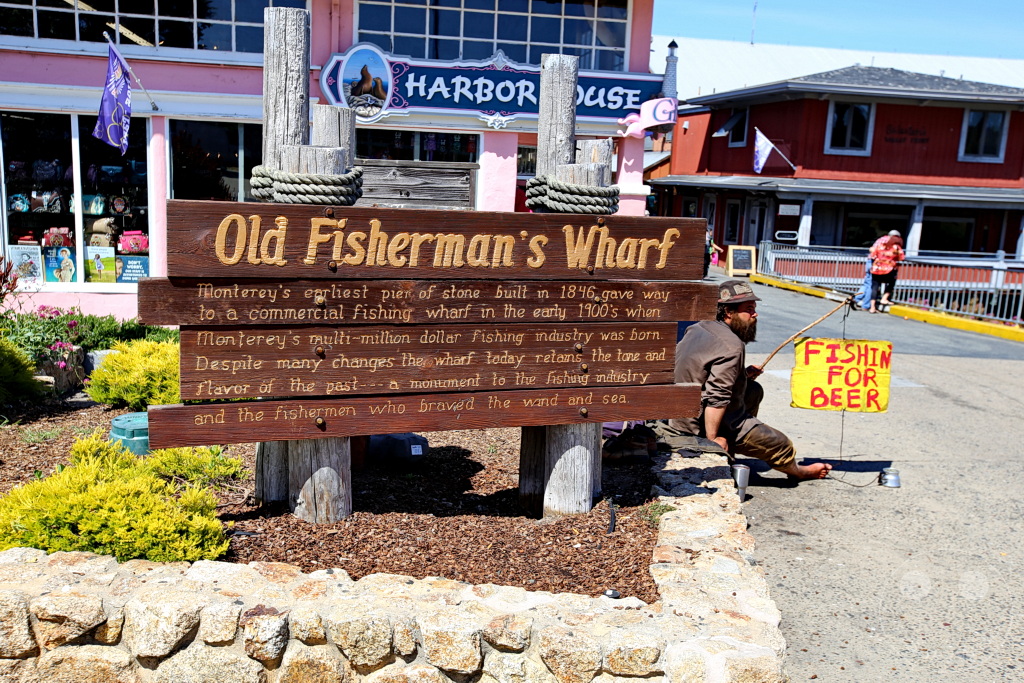 HARBOR HOUSE
G
Old Fisherman's Wharf
Monterey's earliest pier of stone built in 1846 gave way
to a commercial fishing wharf in the early 1900's when
Monterey's multi-million dollar fishing industry was born.
Despite many changes the wharf today retains the tone and
flavor of the past --- a monument to the fishing industry
and the fishermen who braved the wind and sea.
FISHIN
FOR
BEER